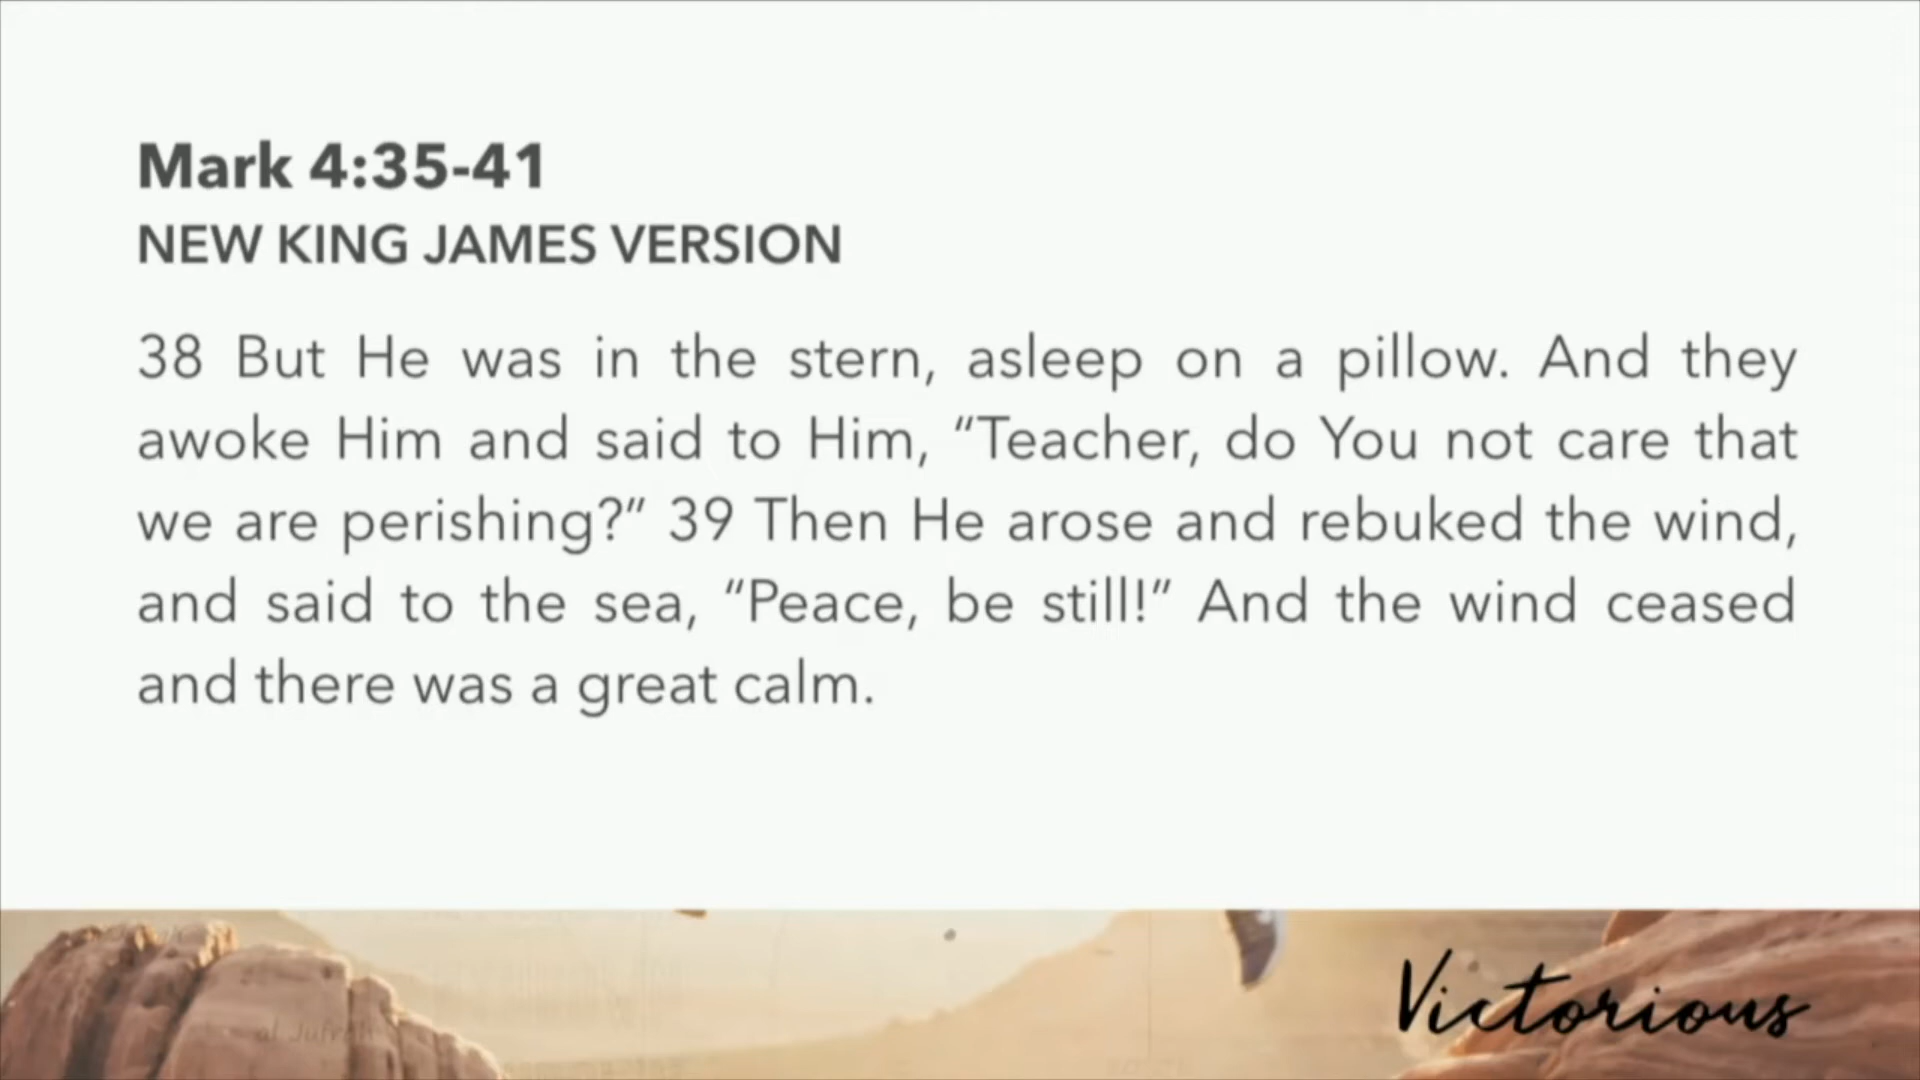 Mark 4:35-41
NEW KING JAMES VERSION
38 But He was in the stern, asleep on a pillow. And they
awoke Him and said to Him, “Teacher, do You not care that
we are perishing?” 39 Then He arose and rebuked the wind,
and said to the sea, “Peace, be still!” And the wind ceased
and there was a great calm.
Victorious